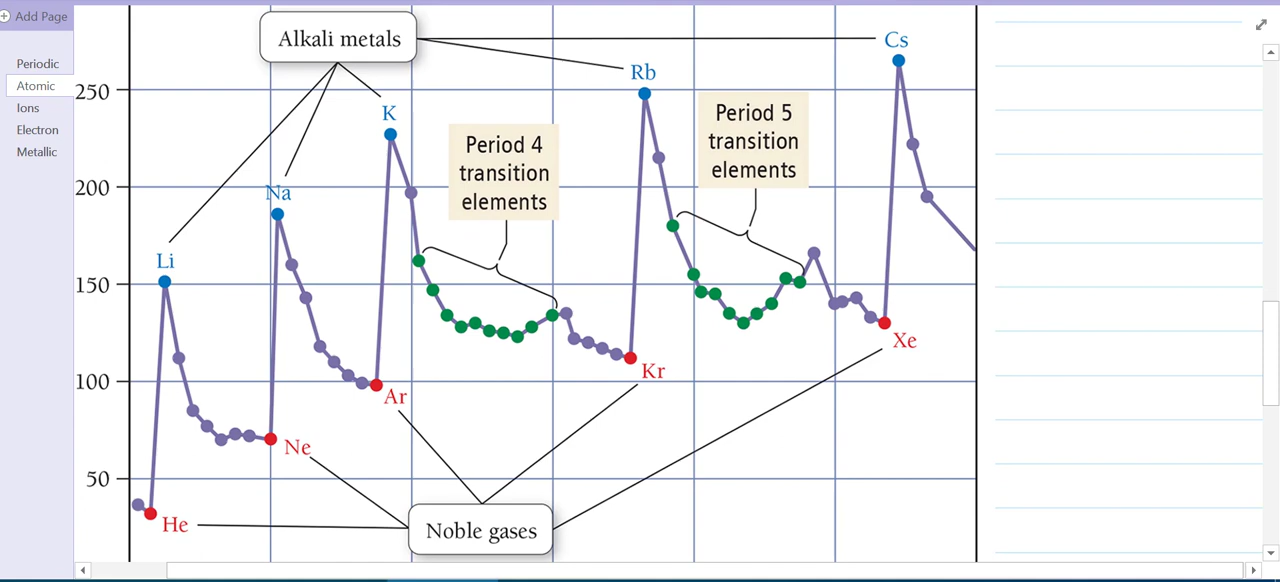 Add Page
Periodic
Atomic
Ions
Electron
Metallic
Alkali metals
Cs
Rb
250
K
Period 5
transition
elements
Period 4
transition
elements
200
Na
Li
150
Xe
Kr
100
Ar
Ne
50
He
Noble gases